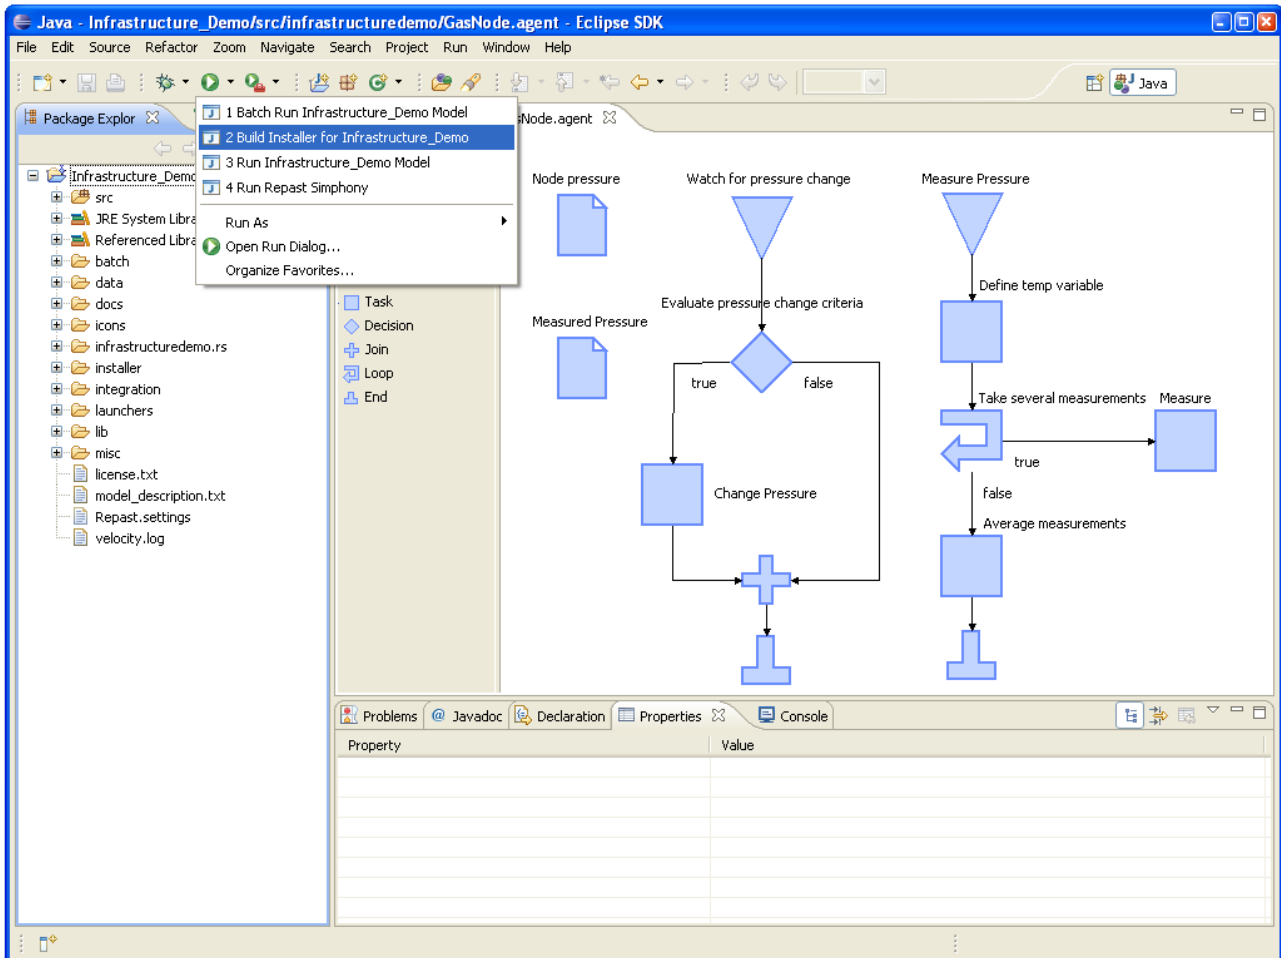 Java - Infrastructure_Demo/src/infrastructuredemo/GasNode.agent - Eclipse SDK
File Edit Source Refactor Zoom Navigate Search Project Run Window Help
Java
Package Explor
Node.agent
1 Batch Run Infrastructure_Demo Model
2 Build Installer for Infrastructure_Demo
3 Run Infrastructure_Demo Model
4 Run Repast Simphony
Run As
Open Run Dialog...
Organize Favorites...
Infrastructure_Demo
src
JRE System Libra
Referenced Libra
batch
data
docs
icons
infrastructuredemo.rs
installer
integration
launchers
lib
misc
license.txt
model_description.txt
Repast.settings
velocity.log
Task
Decision
Join
Loop
End
Node pressure
Watch for pressure change
Measure Pressure
Define temp variable
Evaluate pressure change criteria
Measured Pressure
true
false
Take several measurements
Measure
true
false
Change Pressure
Average measurements
Problems
@ Javadoc
Declaration
Properties
Console
Property Value